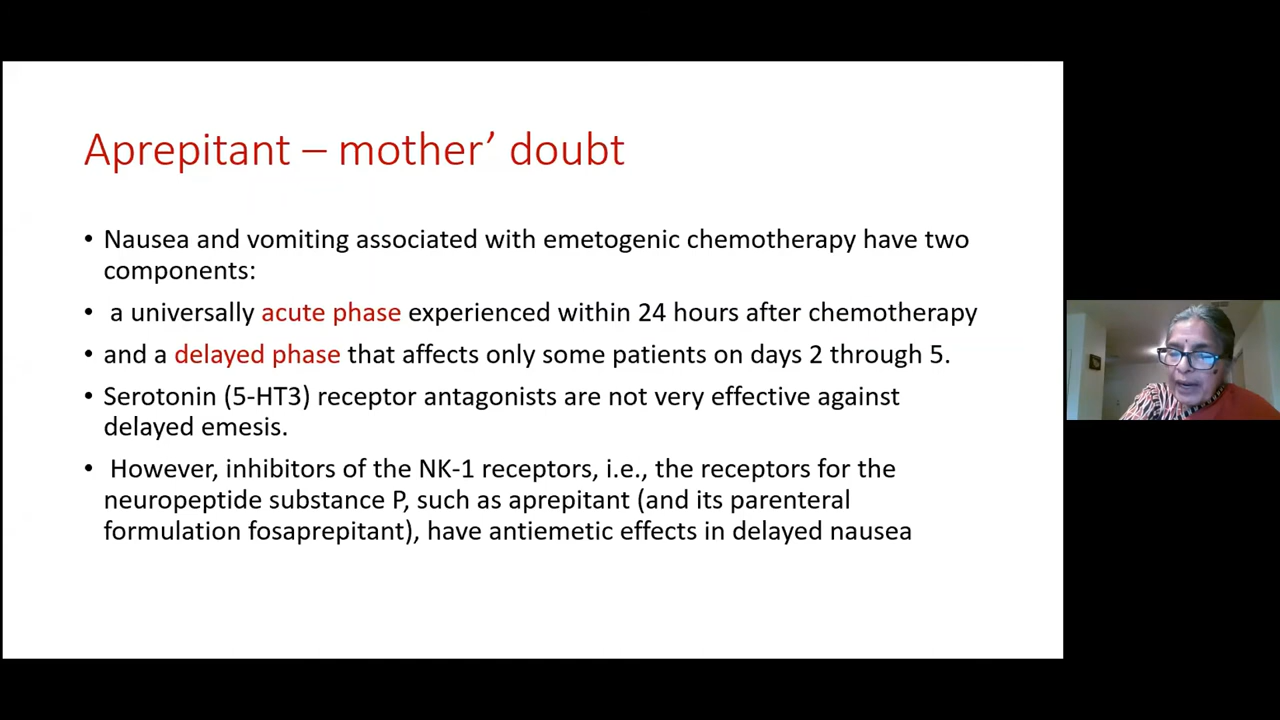 Aprepitant – mother’ doubt
• Nausea and vomiting associated with emetogenic chemotherapy have two
components:
• a universally acute phase experienced within 24 hours after chemotherapy
• and a delayed phase that affects only some patients on days 2 through 5.
• Serotonin (5-HT3) receptor antagonists are not very effective against
delayed emesis.
• However, inhibitors of the NK-1 receptors, i.e., the receptors for the
neuropeptide substance P, such as aprepitant (and its parenteral
formulation fosaprepitant), have antiemetic effects in delayed nausea